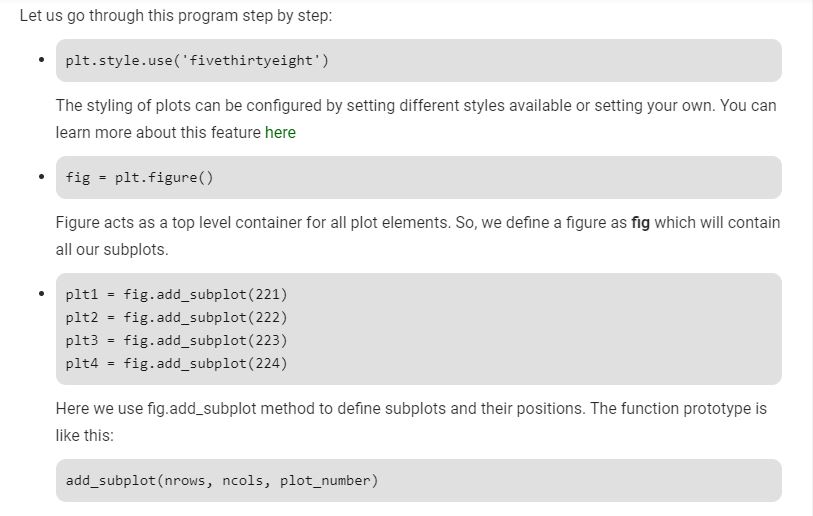 Let us go through this program step by step:
plt.style.use('fivethirtyeight')
The styling of plots can be configured by setting different styles available or setting your own. You can
learn more about this feature here
fig = plt.figure()
Figure acts as a top level container for all plot elements. So, we define a figure as fig which will contain
all our subplots.
plt1 = fig.add_subplot(221)
plt2 = fig.add_subplot(222)
plt3 = fig.add_subplot(223)
plt4 = fig.add_subplot(224)
Here we use fig.add_subplot method to define subplots and their positions. The function prototype is
like this:
add_subplot(nrows, ncols, plot_number)